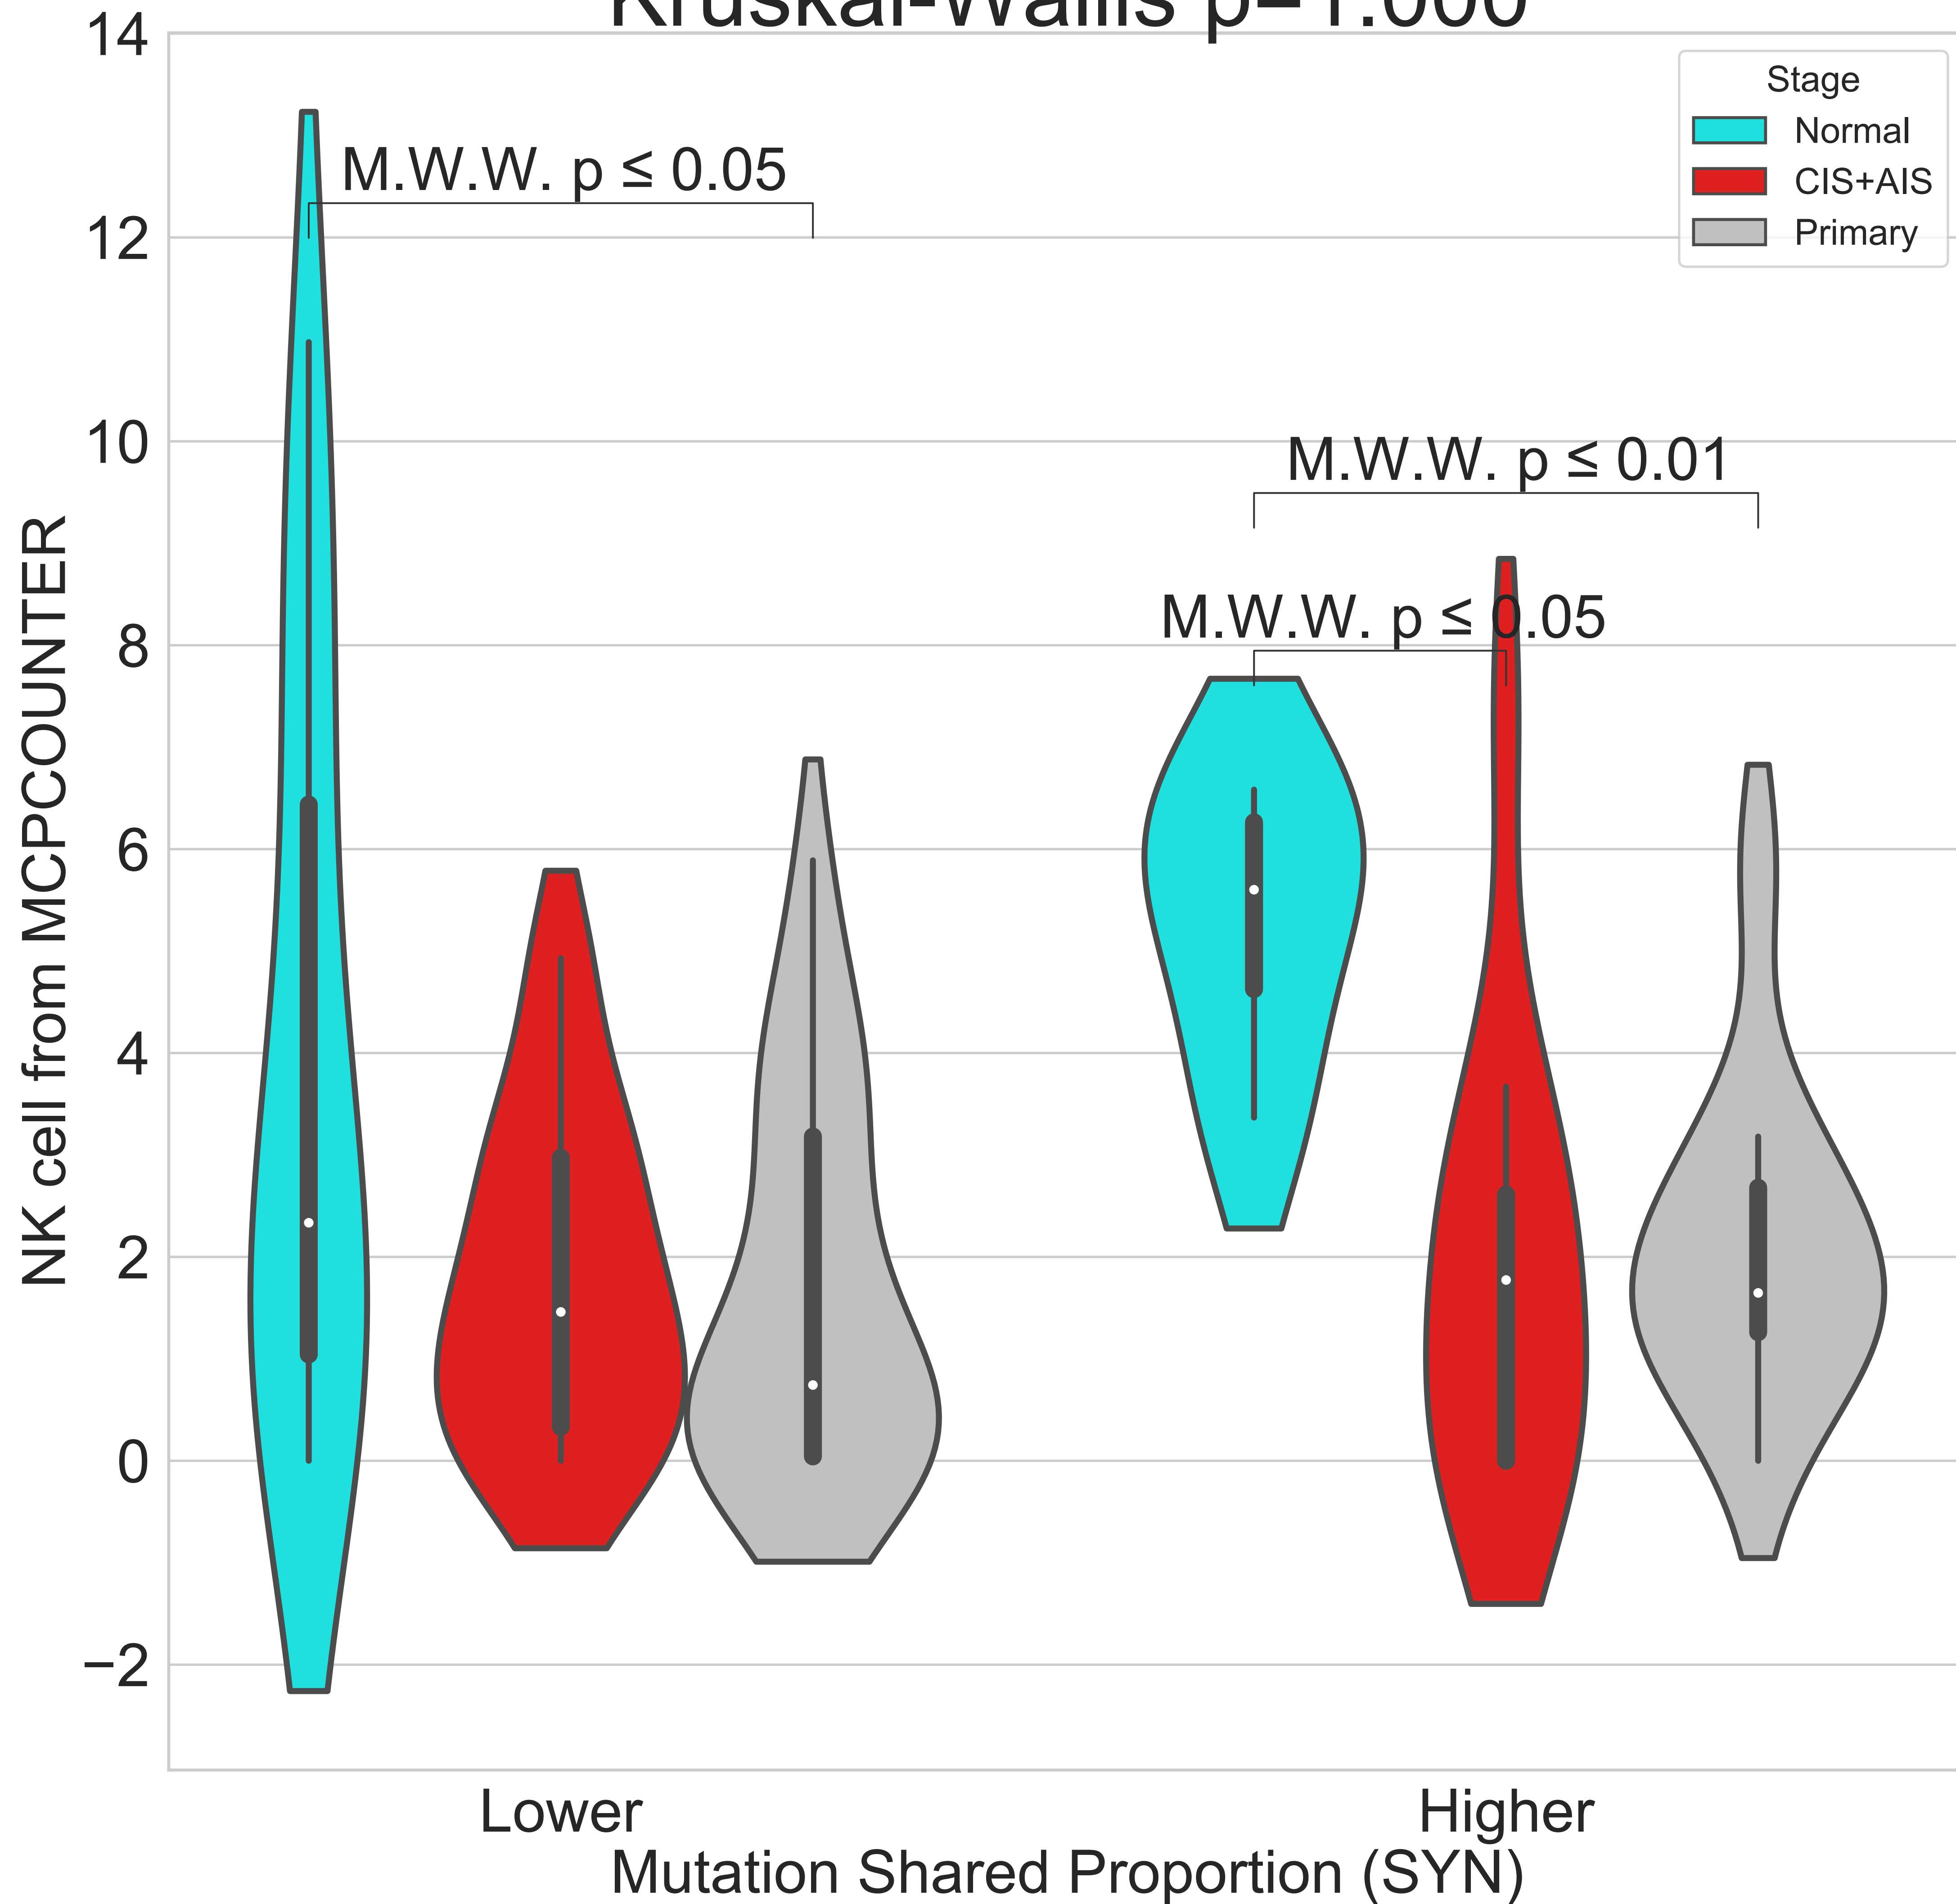 Kruskal-Wallis p=1.000
14
12
10
8
6
4
2
0
−2
NK cell from MCPCOUNTER
M.W.W. p ≤ 0.05
M.W.W. p ≤ 0.01
M.W.W. p ≤ 0.05
Stage
Normal
CIS+AIS
Primary
Lower
Higher
Mutation Shared Proportion (SYN)